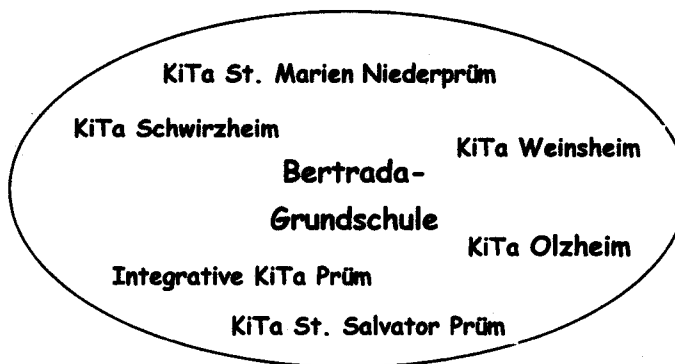 KiTa St. Marien Niederprüm
KiTa Schwirzheim
KiTa Weinsheim
Bertrada-
Grundschule
KiTa Olzheim
Integrative KiTa Prüm
KiTa St. Salvator Prüm